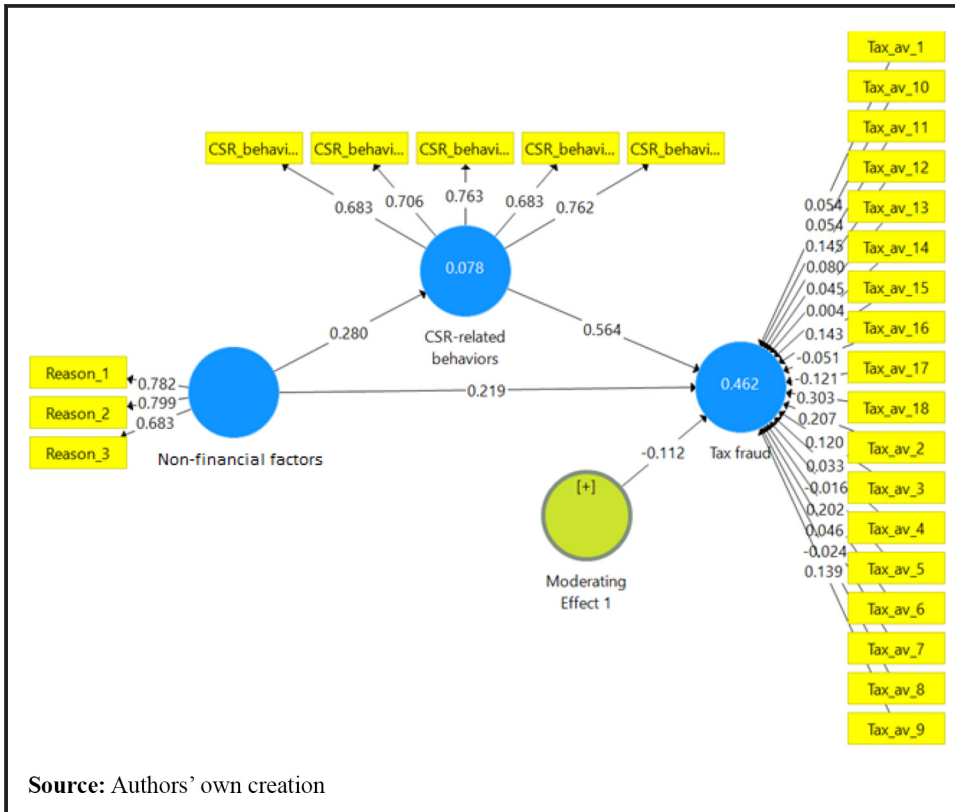 Tax_av_1
Tax_av_10
Tax_av_11
CSR_behavi... CSR_behavi... CSR_behavi... CSR_behavi... CSR_behavi...
Tax_av_12
0.683 0.706 0.763 0.683 0.762
Tax_av_13
0.054
0.054
Tax_av_14
0.145
0.078
0.080
Tax_av_15
0.045
0.004
CSR-related
behaviors
0.280
0.564
0.143
Tax_av_16
-0.051
Tax_av_17
-0.121
Reason_1
0.782
Reason_2
0.799
Reason_3
0.683
0.219
0.462
0.303
Tax_av_18
0.207
Non-financial factors
-0.112
Tax fraud
0.120
Tax_av_2
0.033
-0.016
Tax_av_3
[+]
0.202
0.046
Tax_av_4
-0.024
0.139
Tax_av_5
Moderating
Effect 1
Tax_av_6
Tax_av_7
Tax_av_8
Tax_av_9
Source: Authors' own creation